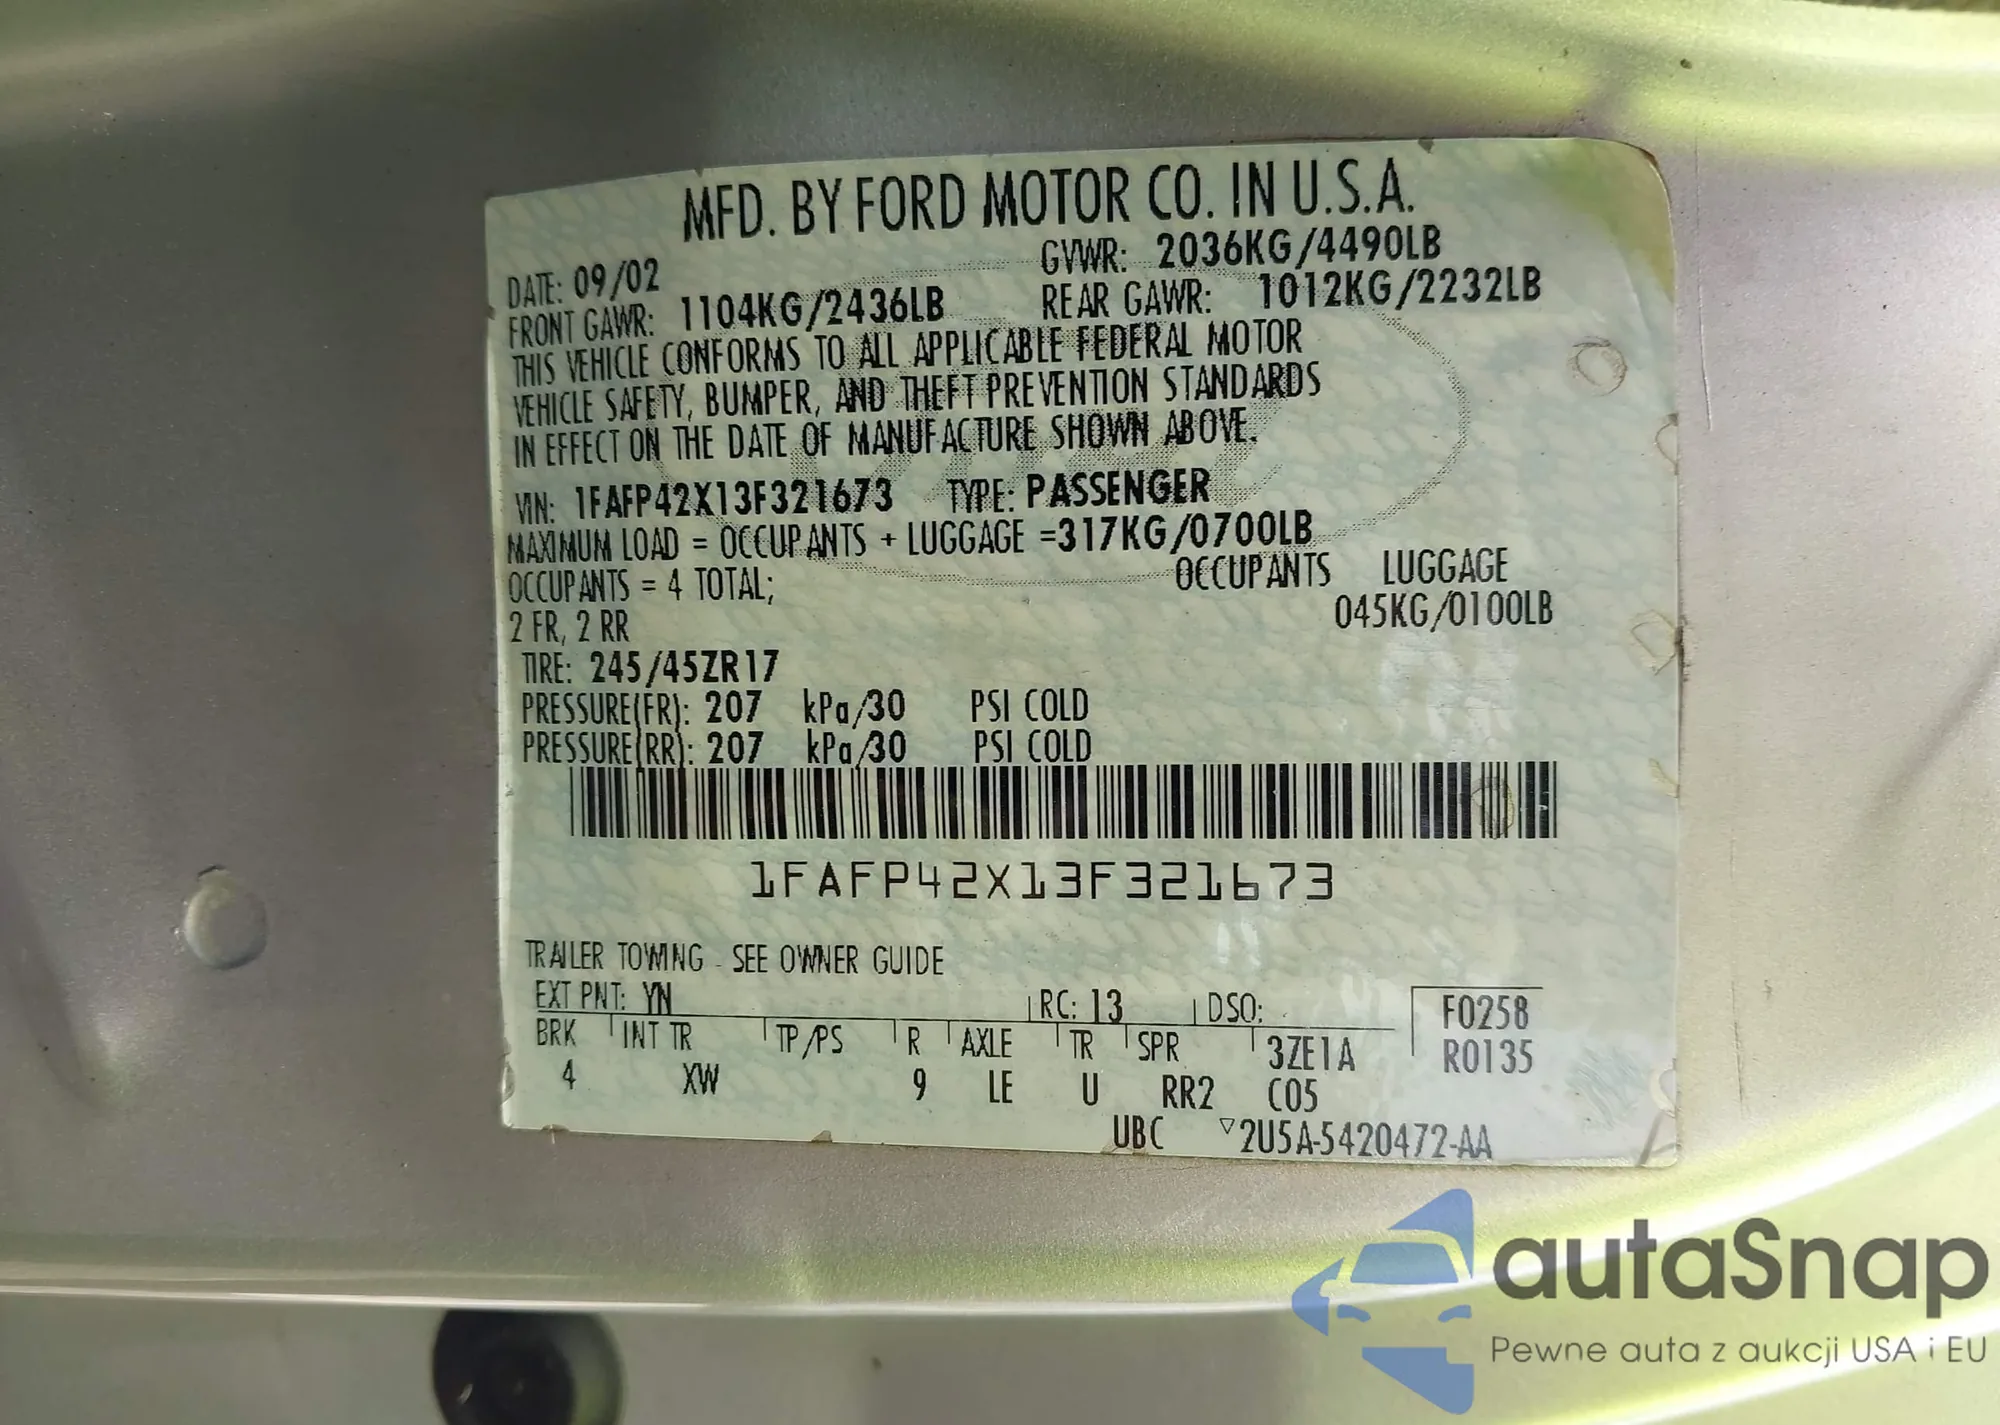 MFD. BY FORD MOTOR CO. IN U.S.A.
DATE: 09/02 GVWR: 2036KG/4490LB
FRONT GAWR: 1104KG/2436LB REAR GAWR: 1012KG/2232LB
THIS VEHICLE CONFORMS TO ALL APPLICABLE FEDERAL MOTOR
VEHICLE SAFETY, BUMPER, AND THEFT PREVENTION STANDARDS
IN EFFECT ON THE DATE OF MANUFACTURE SHOWN ABOVE.
VIN: 1FAFP42X13F321673 TYPE: PASSENGER
MAXIMUM LOAD = OCCUPANTS + LUGGAGE =317KG/0700LB
OCCUPANTS = 4 TOTAL; OCCUPANTS LUGGAGE
2 FR, 2 RR 045KG/0100LB
TIRE: 245/45ZR17
PRESSURE(FR): 207 kPa/30 PSI COLD
PRESSURE(RR): 207 kPa/30 PSI COLD
1FAFP42X13F321673
TRAILER TOWING - SEE OWNER GUIDE
EXT PNT: YN RC: 13 DSO: F0258
BRK INT TR TP/PS R AXLE TR SPR 3ZE1A R0135
4 XW 9 LE U RR2 C05
UBC ▽2U5A-5420472-AA
autaSnap
Pewne auta z aukcji USA i EU